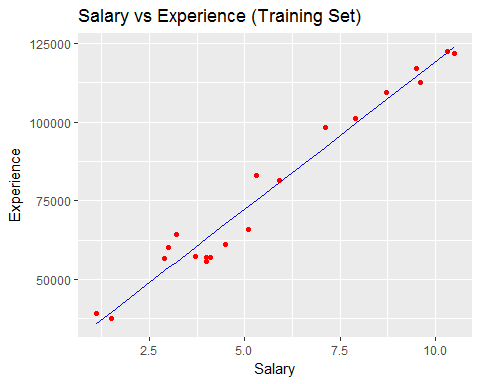 Salary vs Experience (Training Set)
125000
100000
75000
50000
Experience
2.5 5.0 7.5 10.0
Salary